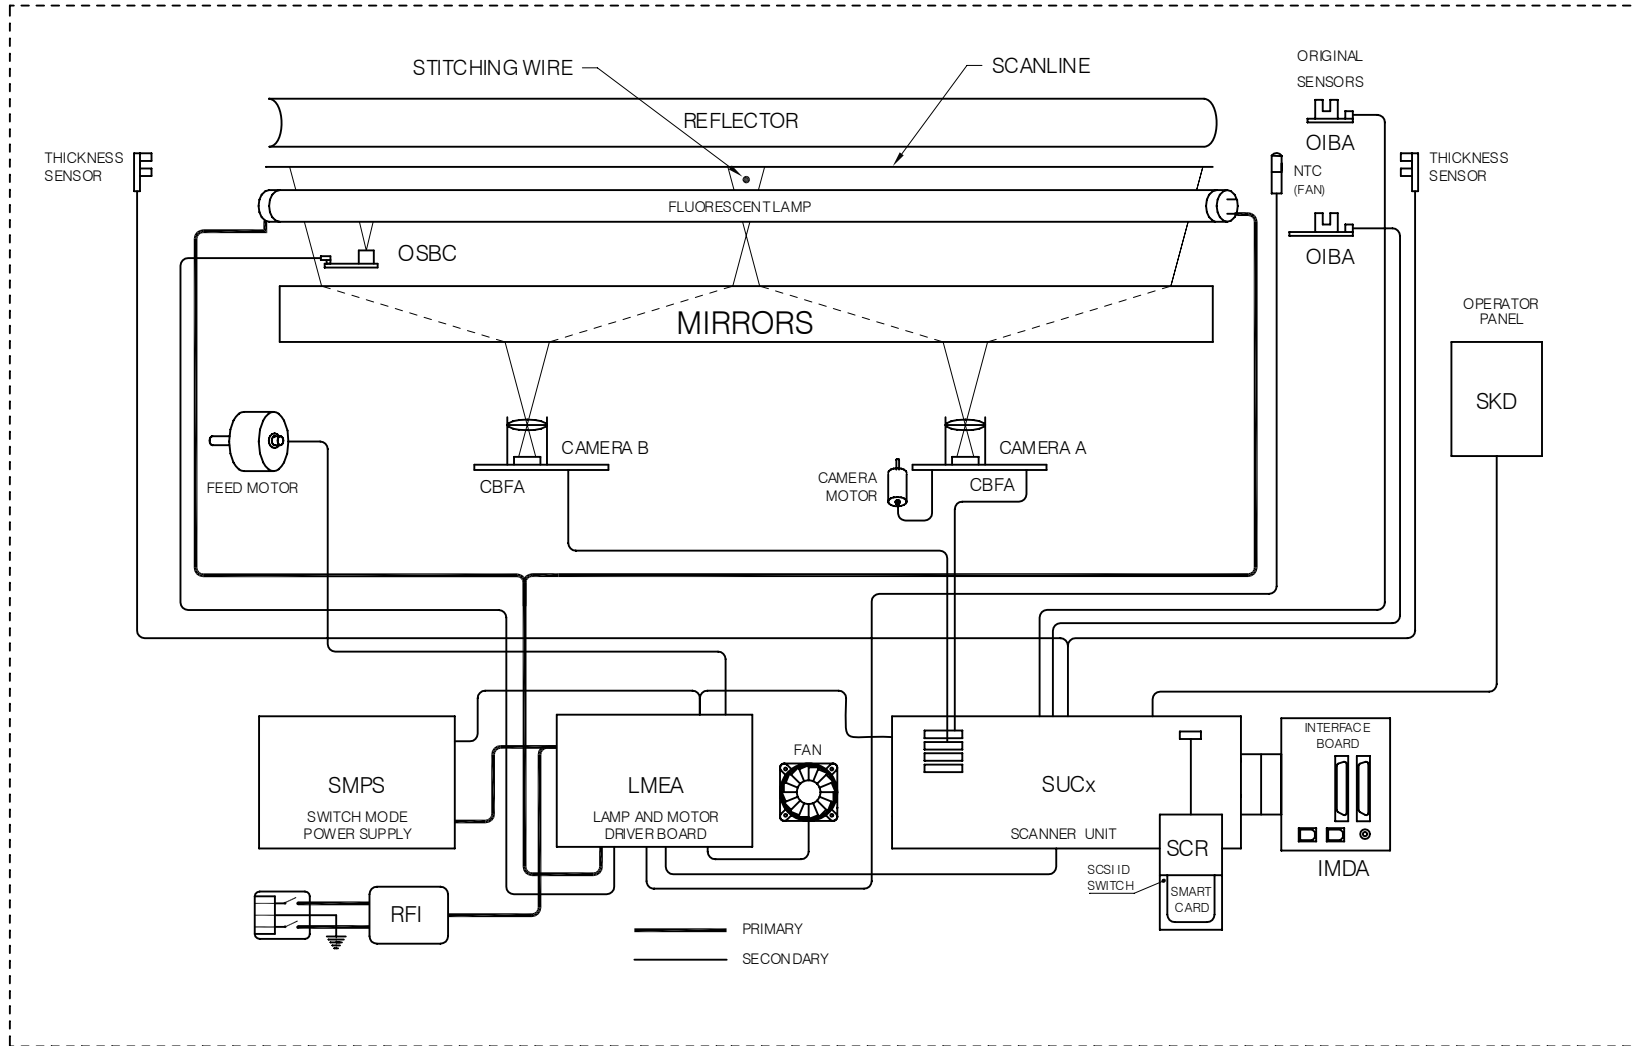 STITCHING WIRE
SCANLINE
ORIGINAL
SENSORS
REFLECTOR
OIBA
THICKNESS
SENSOR
NTC
(FAN)
THICKNESS
SENSOR
FLUORESCENT LAMP
OSBC
OIBA
MIRRORS
OPERATOR
PANEL
SKD
CAMERA B
CAMERA A
FEED MOTOR
CBFA
CAMERA
MOTOR
CBFA
INTERFACE
BOARD
FAN
SMPS
SWITCH MODE
POWER SUPPLY
LMEA
LAMP AND MOTOR
DRIVER BOARD
SUCx
SCANNER UNIT
SCR
IMDA
SCSI ID
SWITCH
SMART
CARD
RFI
PRIMARY
SECONDARY